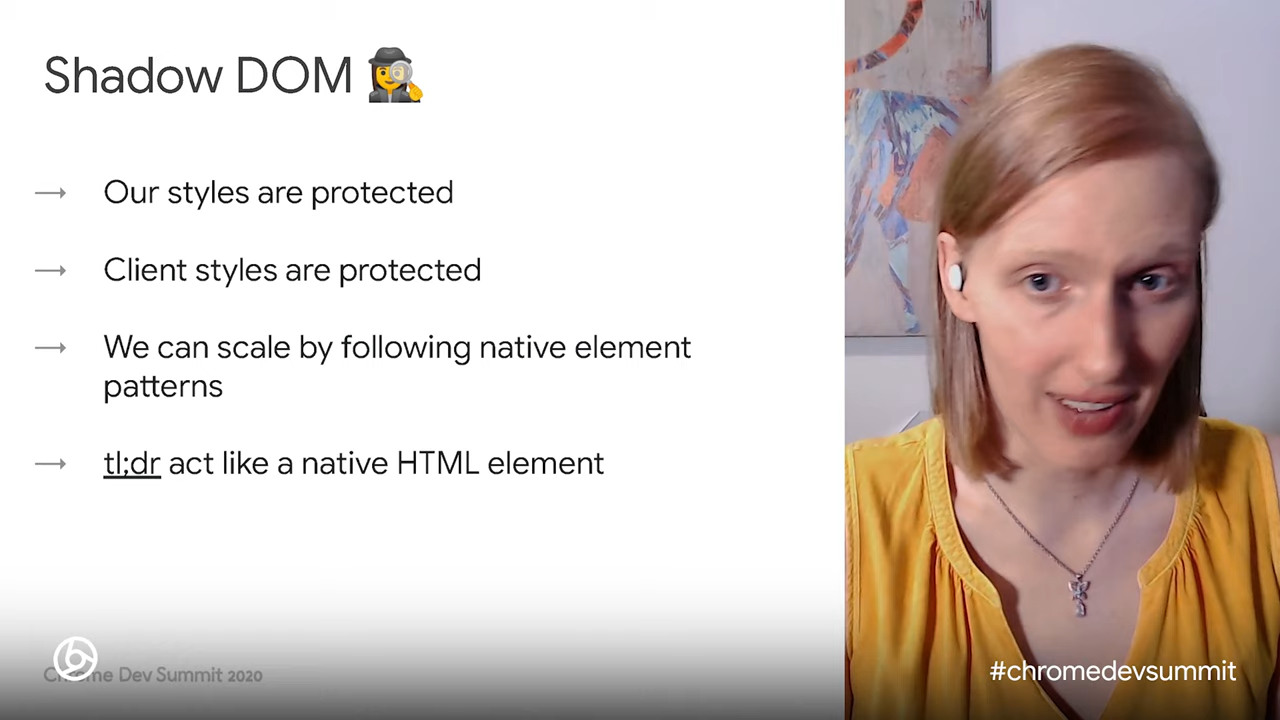 Shadow DOM
Our styles are protected
Client styles are protected
We can scale by following native element
patterns
tl;dr act like a native HTML element
Chrome Dev Summit 2020
#chromedevsummit